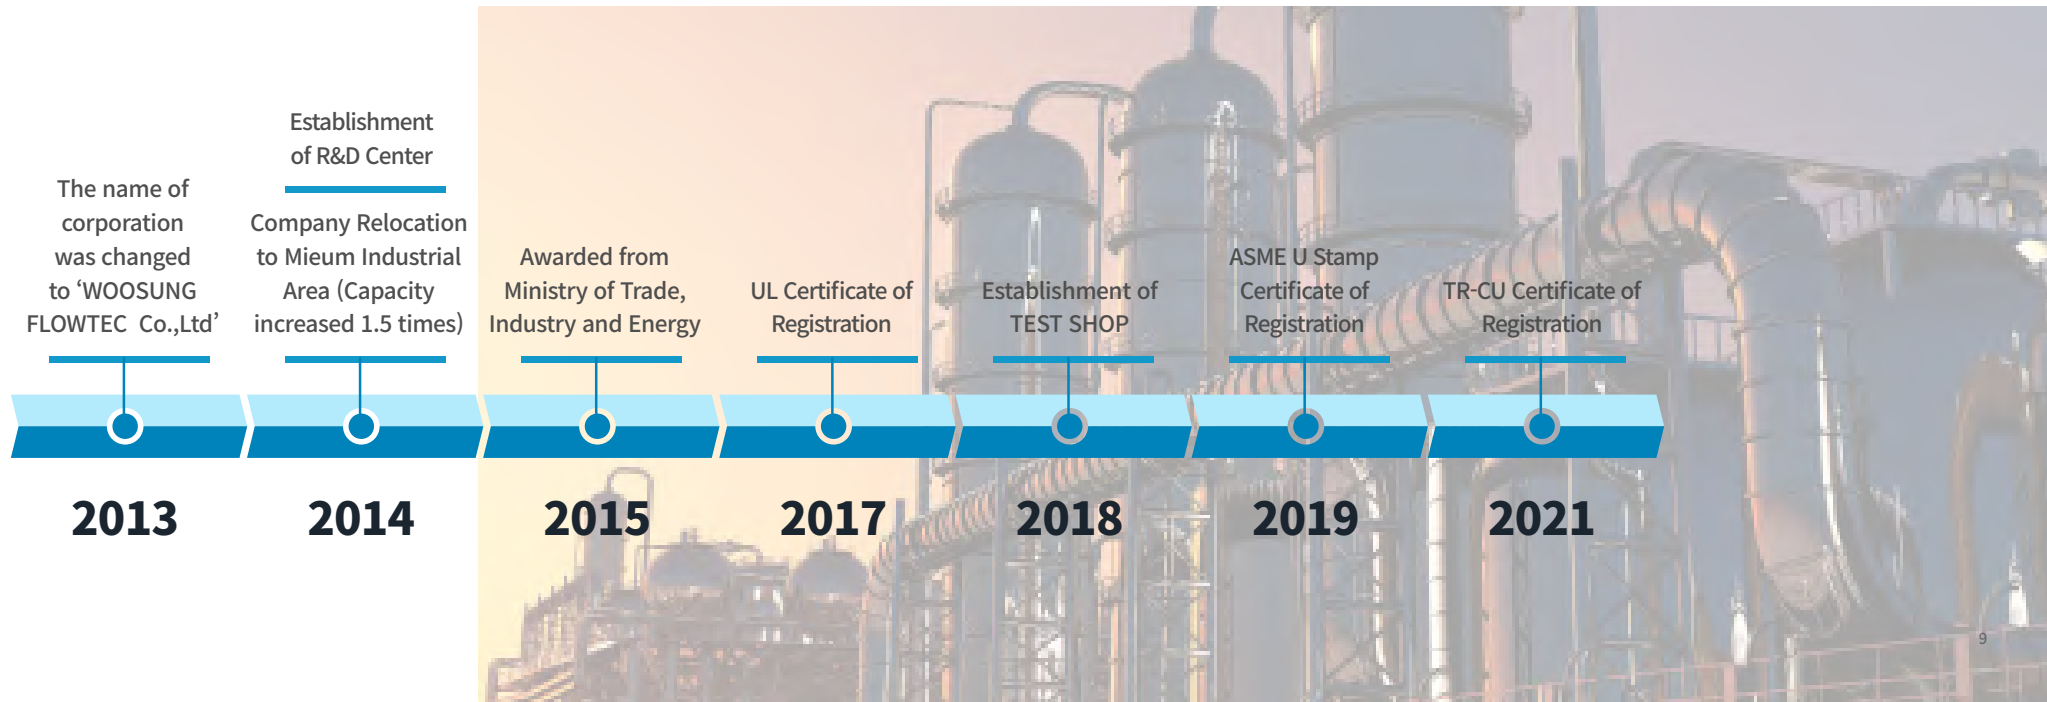 The name of
corporation
was changed
to ‘WOOSUNG
FLOWTEC Co.,Ltd’
2013
Establishment
of R&D Center
Company Relocation
to Mieum Industrial
Area (Capacity
increased 1.5 times)
2014
Awarded from
Ministry of Trade,
Industry and Energy
2015
UL Certificate of
Registration
2017
Establishment of
TEST SHOP
2018
ASME U Stamp
Certificate of
Registration
2019
TR-CU Certificate of
Registration
2021
9